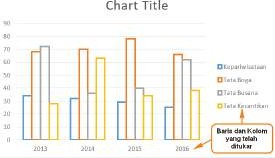 Chart Title
90
80
70
60
50
40
30
20
10
0
2013
2014
2015
2016
Kepariwisataan
Tata Boga
Tata Busana
Tata Kecantikan
Baris dan Kolom
yang telah
ditukar